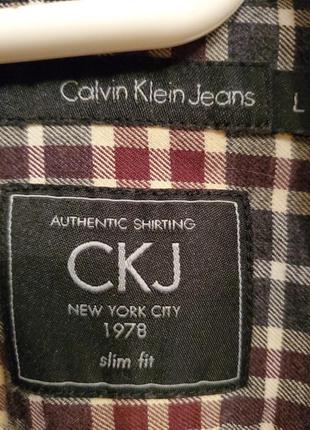 Calvin Klein Jeans L
AUTHENTIC SHIRTING
CKJ
NEW YORK CITY
1978
slim fit